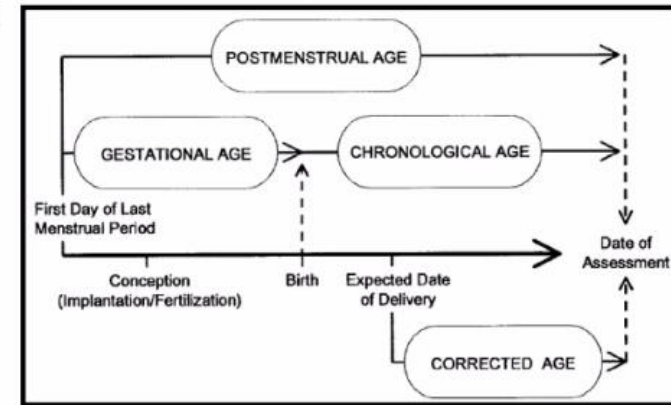 POSTMENSTRUAL AGE
GESTATIONAL AGE
CHRONOLOGICAL AGE
First Day of Last
Menstrual Period
Date of
Assessment
Conception
(Implantation/Fertilization)
Birth
Expected Date
of Delivery
CORRECTED AGE